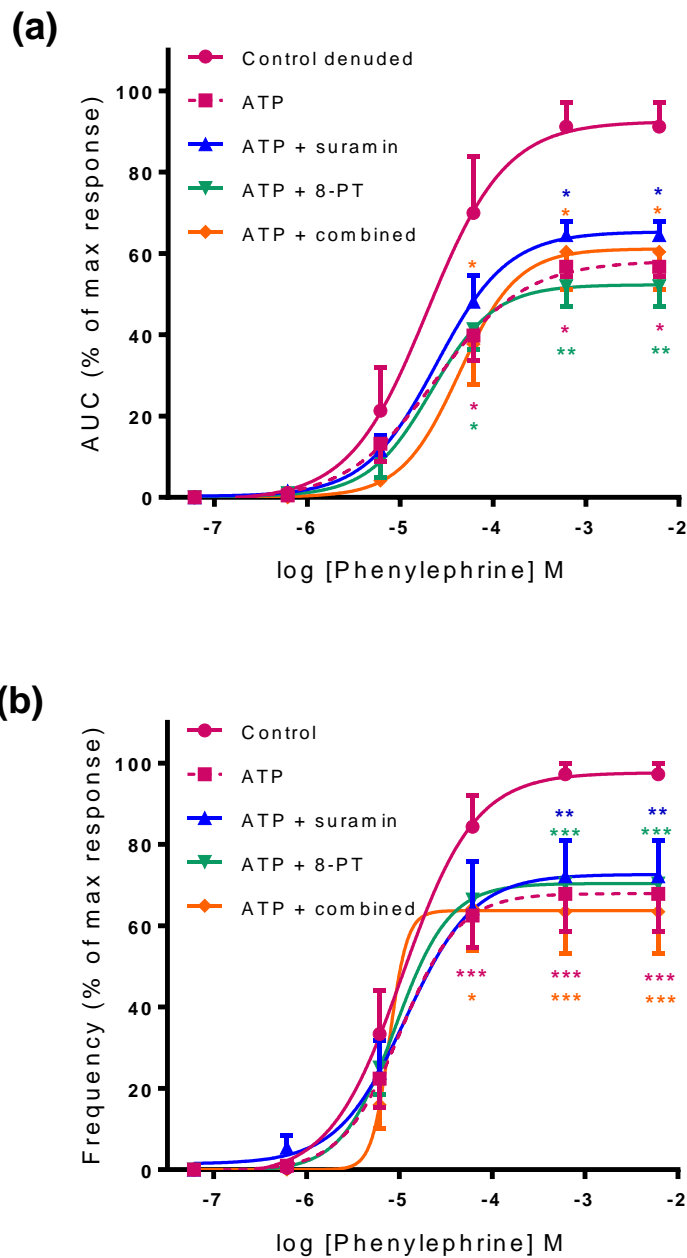 (a)
Control denuded
ATP
ATP + suramin
ATP + 8-PT
ATP + combined
AUC (% of max response)
100
80
60
40
20
0
* *
* *
*
* *
** **
*
*
-7 -6 -5 -4 -3 -2
log [Phenylephrine] M
(b)
Control
ATP
ATP + suramin
ATP + 8-PT
ATP + combined
Frequency (% of max response)
100
80
60
40
20
0
** **
*** ***
*** *** ***
* *** ***
-7 -6 -5 -4 -3 -2
log [Phenylephrine] M